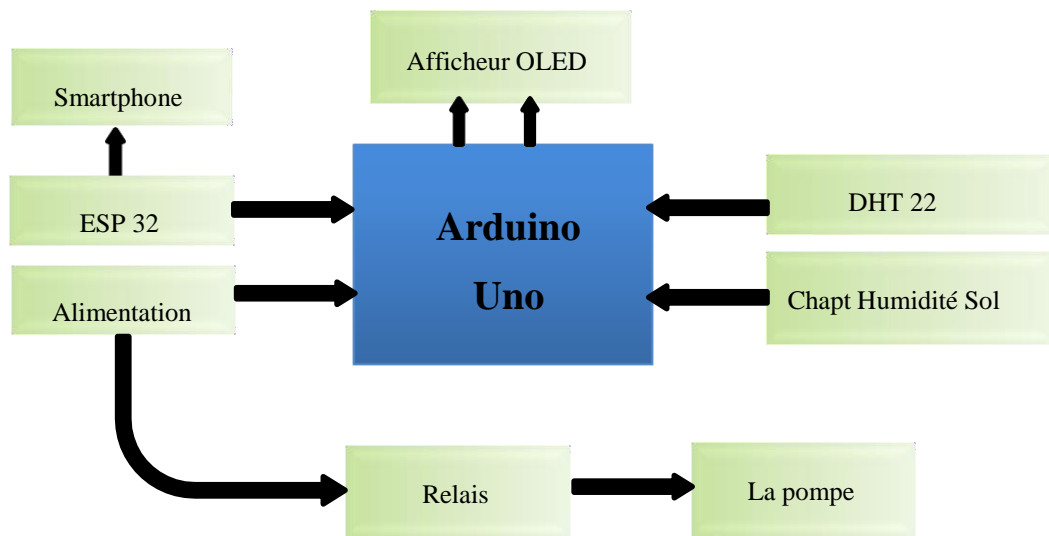 Afficheur OLED
Smartphone
ESP 32
Arduino
Uno
DHT 22
Alimentation
Chapt Humidité Sol
Relais
La pompe